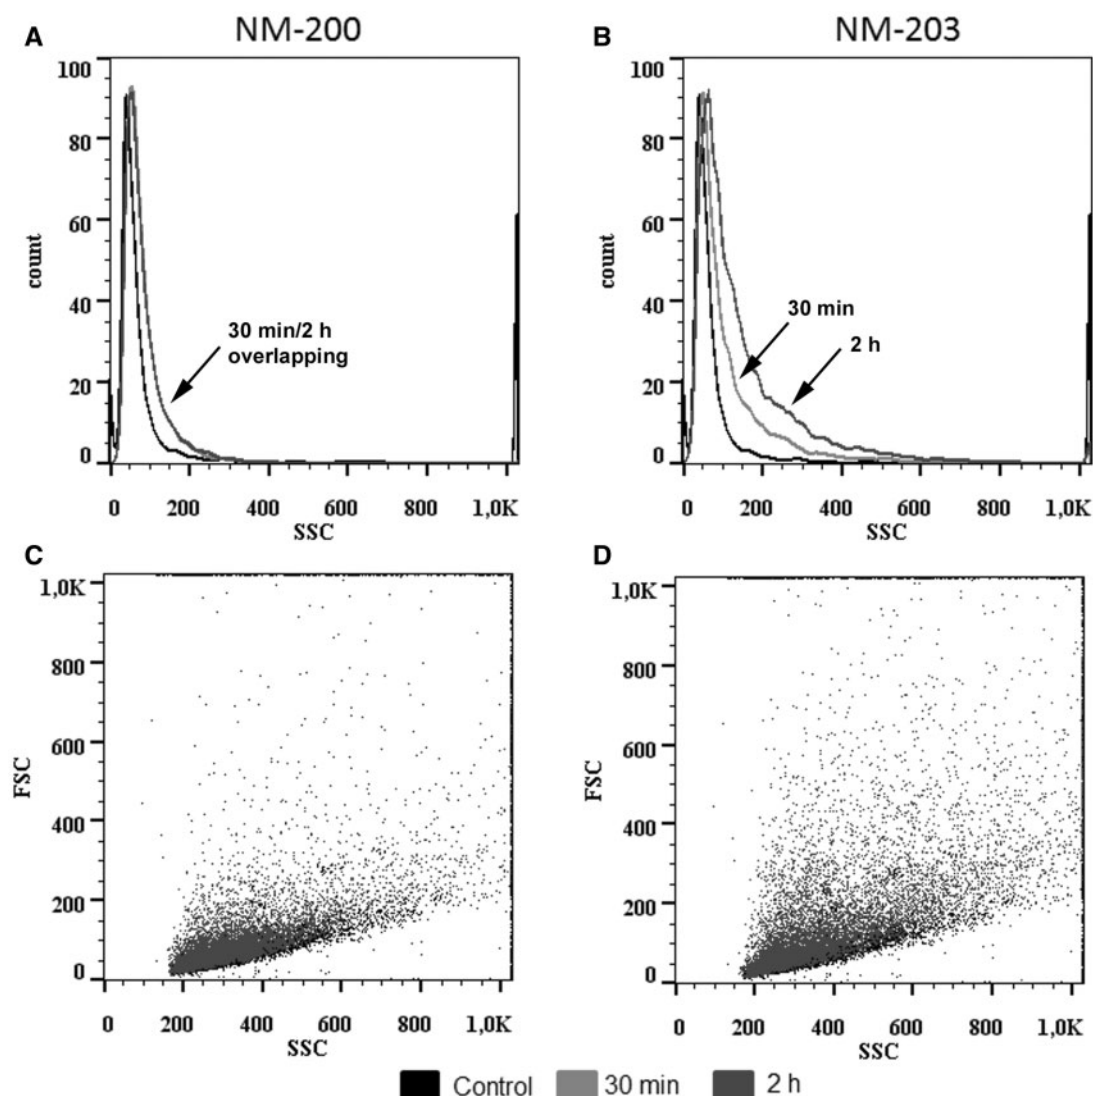 NM-200
NM-203
A
B
100
80
60
40
20
0
count
30 min/2 h
overlapping
0 200 400 600 800 1,0K
SSC
100
80
60
40
20
0
count
30 min
2 h
0 200 400 600 800 1,0K
SSC
C
D
1,0K
800
600
400
200
0
FSC
0 200 400 600 800 1,0K
SSC
1,0K
800
600
400
200
0
FSC
0 200 400 600 800 1,0K
SSC
Control 30 min 2 h